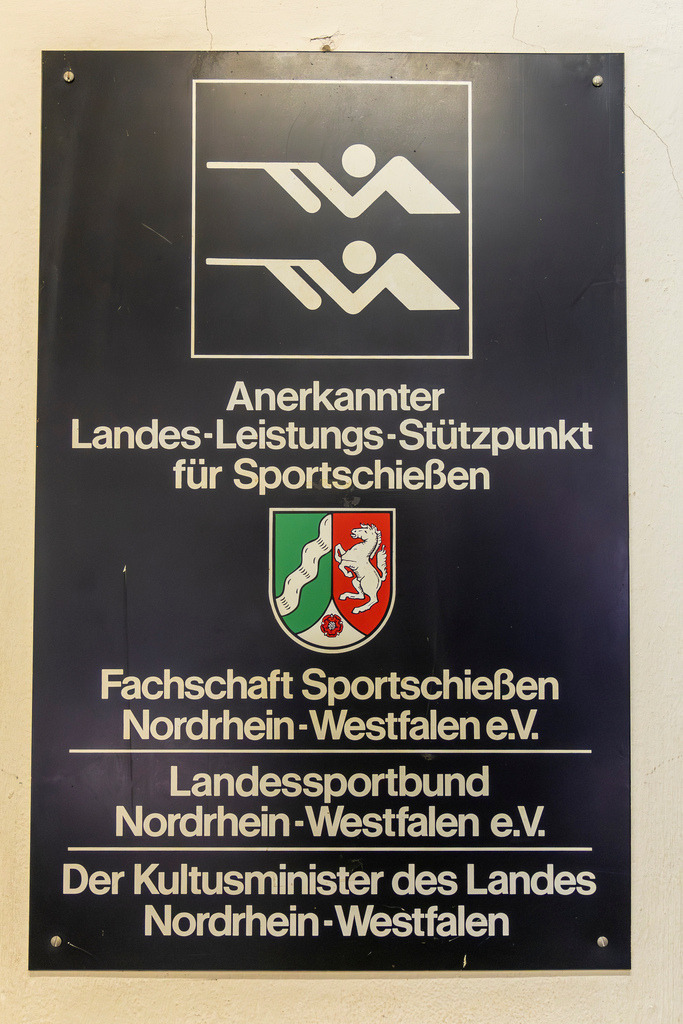 Anerkannter
Landes-Leistungs-Stützpunkt
für Sportschießen
Fachschaft Sportschießen
Nordrhein-Westfalen e.V.
Landessportbund
Nordrhein-Westfalen e.V.
Der Kultusminister des Landes
Nordrhein-Westfalen